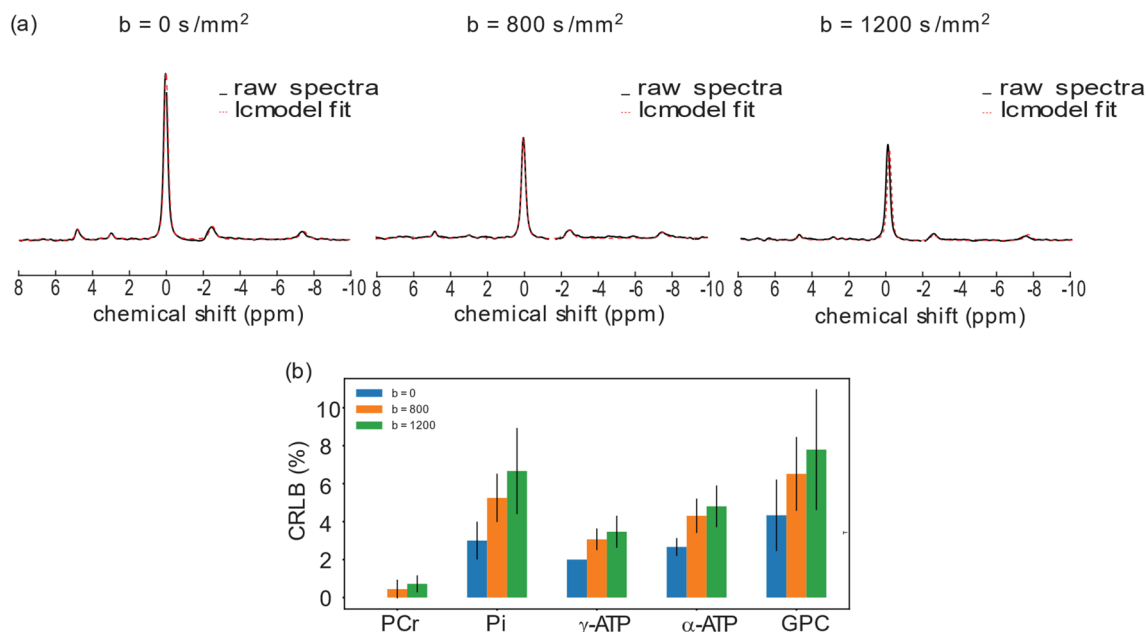 (a)
b = 0 s/mm²
b = 800 s/mm²
b = 1200 s/mm²
raw spectra
lcmodel fit
raw spectra
lcmodel fit
raw spectra
lcmodel fit
8 6 4 2 0 -2 -4 -6 -8 -10
8 6 4 2 0 -2 -4 -6 -8 -10
8 6 4 2 0 -2 -4 -6 -8 -10
chemical shift (ppm)
chemical shift (ppm)
chemical shift (ppm)
(b)
b = 0
b = 800
b = 1200
CRLB (%)
10
8
6
4
2
0
PCr Pi γ-ATP α-ATP GPC